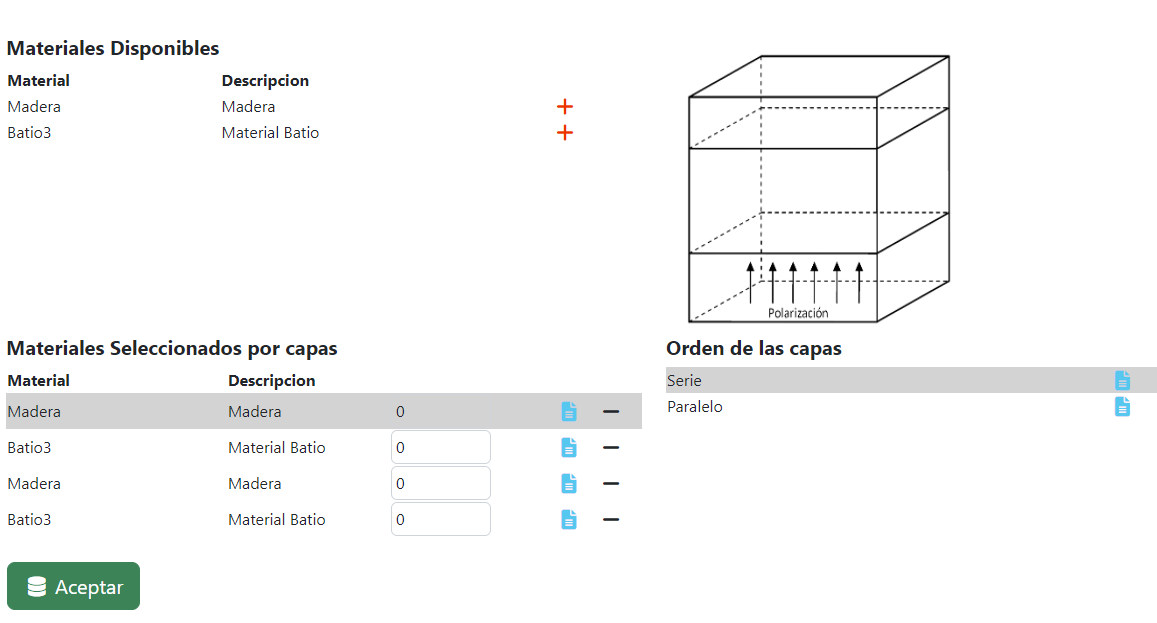 Materiales Disponibles
Material Descripcion
Madera Madera
Batio3 Material Batio
Polarización
Materiales Seleccionados por capas
Material Descripcion
Madera Madera 0
Batio3 Material Batio 0
Madera Madera 0
Batio3 Material Batio 0
Orden de las capas
Serie
Paralelo
Aceptar